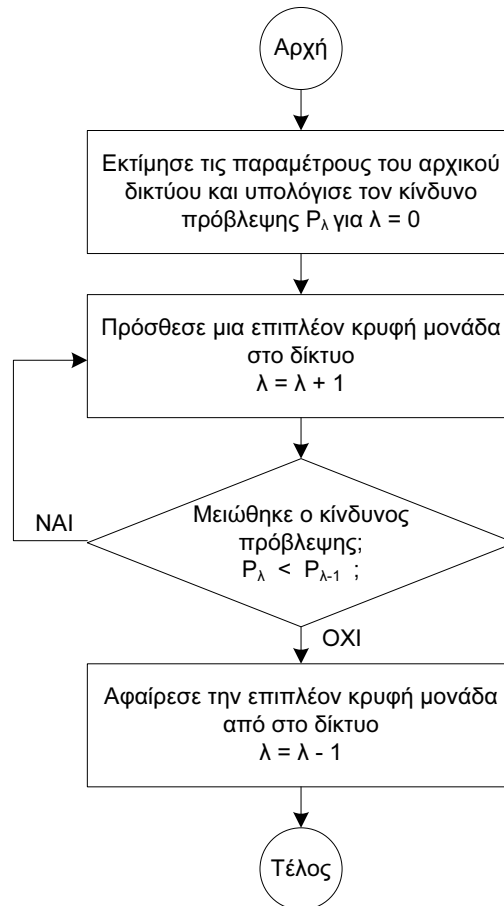 Αρχή
Εκτίμησε τις παραμέτρους του αρχικού
δικτύου και υπολόγισε τον κίνδυνο
πρόβλεψης Pλ για λ = 0
Πρόσθεσε μια επιπλέον κρυφή μονάδα
στο δίκτυο
λ = λ + 1
Μειώθηκε ο κίνδυνος
πρόβλεψης;
Pλ < Pλ-1 ;
ΝΑΙ
ΟΧΙ
Αφαίρεσε την επιπλέον κρυφή μονάδα
από στο δίκτυο
λ = λ - 1
Τέλος